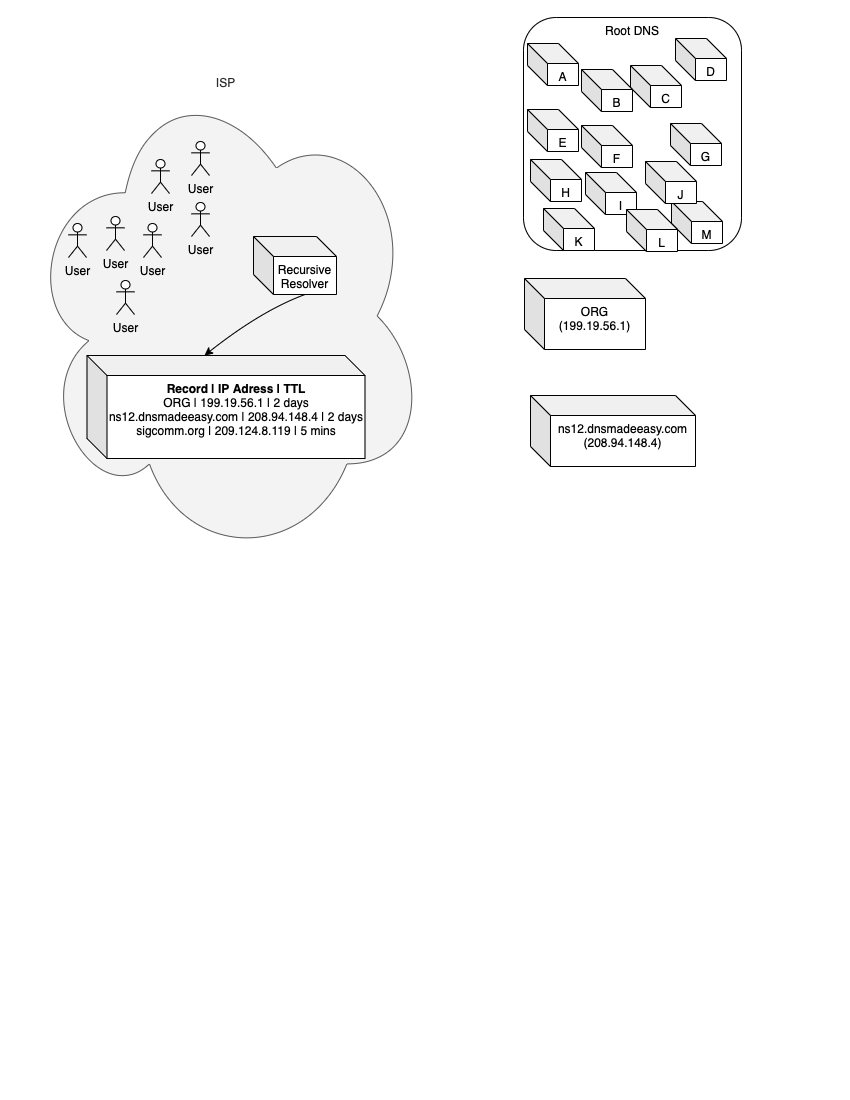 Root DNS
A
B
C
D
E
F
G
H
I
J
K
L
M
ISP
User
User
User
User
User
User
User
Recursive
Resolver
Record | IP Adress | TTL
ORG | 199.19.56.1 | 2 days
ns12.dnsmadeeasy.com | 208.94.148.4 | 2 days
sigcomm.org | 209.124.8.119 | 5 mins
ORG
(199.19.56.1)
ns12.dnsmadeeasy.com
(208.94.148.4)